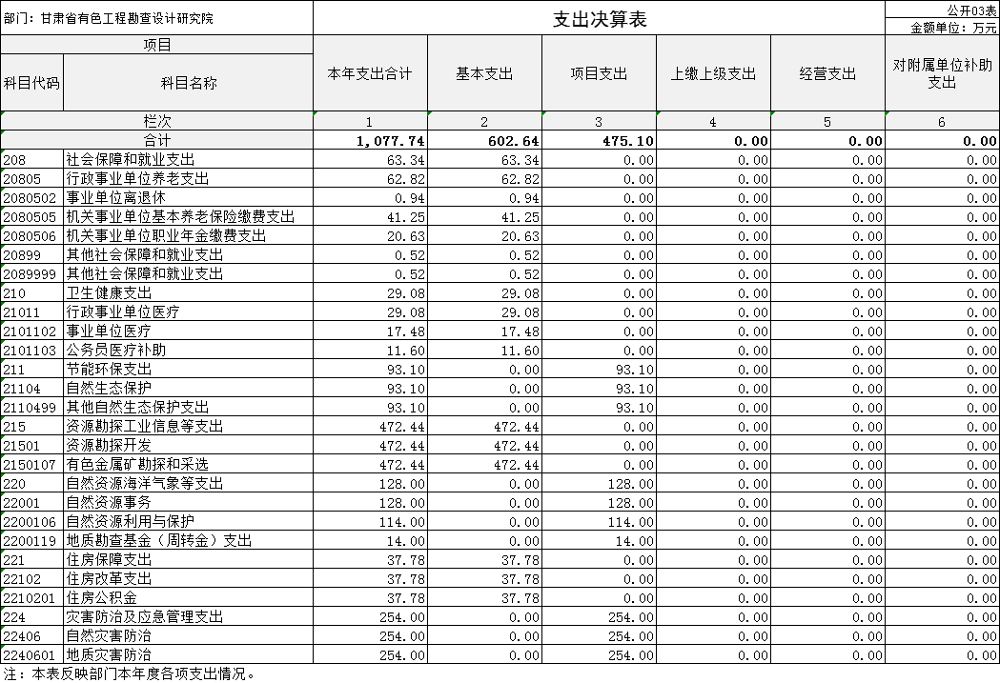 部门：甘肃省有色工程勘查设计研究院 支出决算表 公开03表
金额单位：万元
项目 本年支出合计 基本支出 项目支出 上缴上级支出 经营支出 对附属单位补助支出
科目代码 科目名称
栏次 1 2 3 4 5 6
合计 1,077.74 602.64 475.10 0.00 0.00 0.00
208 社会保障和就业支出 63.34 63.34 0.00 0.00 0.00 0.00
20805 行政事业单位养老支出 62.82 62.82 0.00 0.00 0.00 0.00
2080502 事业单位离退休 0.94 0.94 0.00 0.00 0.00 0.00
2080505 机关事业单位基本养老保险缴费支出 41.25 41.25 0.00 0.00 0.00 0.00
2080506 机关事业单位职业年金缴费支出 20.63 20.63 0.00 0.00 0.00 0.00
20899 其他社会保障和就业支出 0.52 0.52 0.00 0.00 0.00 0.00
2089999 其他社会保障和就业支出 0.52 0.52 0.00 0.00 0.00 0.00
210 卫生健康支出 29.08 29.08 0.00 0.00 0.00 0.00
21011 行政事业单位医疗 29.08 29.08 0.00 0.00 0.00 0.00
2101102 事业单位医疗 17.48 17.48 0.00 0.00 0.00 0.00
2101103 公务员医疗补助 11.60 11.60 0.00 0.00 0.00 0.00
211 节能环保支出 93.10 0.00 93.10 0.00 0.00 0.00
21104 自然生态保护 93.10 0.00 93.10 0.00 0.00 0.00
2110499 其他自然生态保护支出 93.10 0.00 93.10 0.00 0.00 0.00
215 资源勘探工业信息等支出 472.44 472.44 0.00 0.00 0.00 0.00
21501 资源勘探开发 472.44 472.44 0.00 0.00 0.00 0.00
2150107 有色金属矿勘探和采选 472.44 472.44 0.00 0.00 0.00 0.00
220 自然资源海洋气象等支出 128.00 0.00 128.00 0.00 0.00 0.00
22001 自然资源事务 128.00 0.00 128.00 0.00 0.00 0.00
2200106 自然资源利用与保护 114.00 0.00 114.00 0.00 0.00 0.00
2200119 地质勘查基金（周转金）支出 14.00 0.00 14.00 0.00 0.00 0.00
221 住房保障支出 37.78 37.78 0.00 0.00 0.00 0.00
22102 住房改革支出 37.78 37.78 0.00 0.00 0.00 0.00
2210201 住房公积金 37.78 37.78 0.00 0.00 0.00 0.00
224 灾害防治及应急管理支出 254.00 0.00 254.00 0.00 0.00 0.00
22406 自然灾害防治 254.00 0.00 254.00 0.00 0.00 0.00
2240601 地质灾害防治 254.00 0.00 254.00 0.00 0.00 0.00
注：本表反映部门本年度各项支出情况。